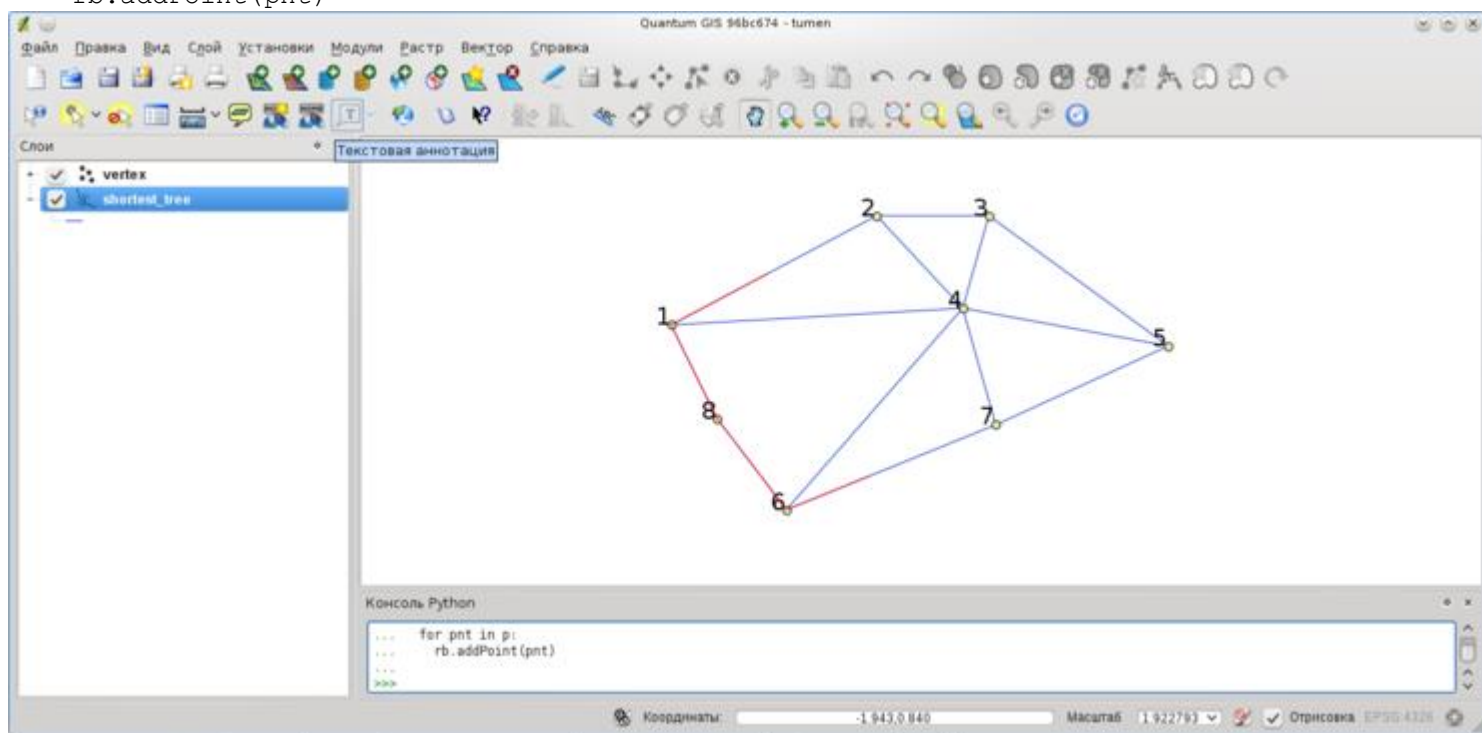 rb.addPoint(pnt)
Quantum GIS 96bc674 - tumen
Файл Правка Вид Слой Установки Модули Растр Вектор Справка
Слои
Текстовая аннотация
vertex
shortest_tree
2
3
4
1
5
8
7
6
Консоль Python
... for pnt in p:
... rb.addPoint(pnt)
...
>>>
Координаты: -1.943,0.840 Масштаб 1:922793 Отрисовка EPSG:4326